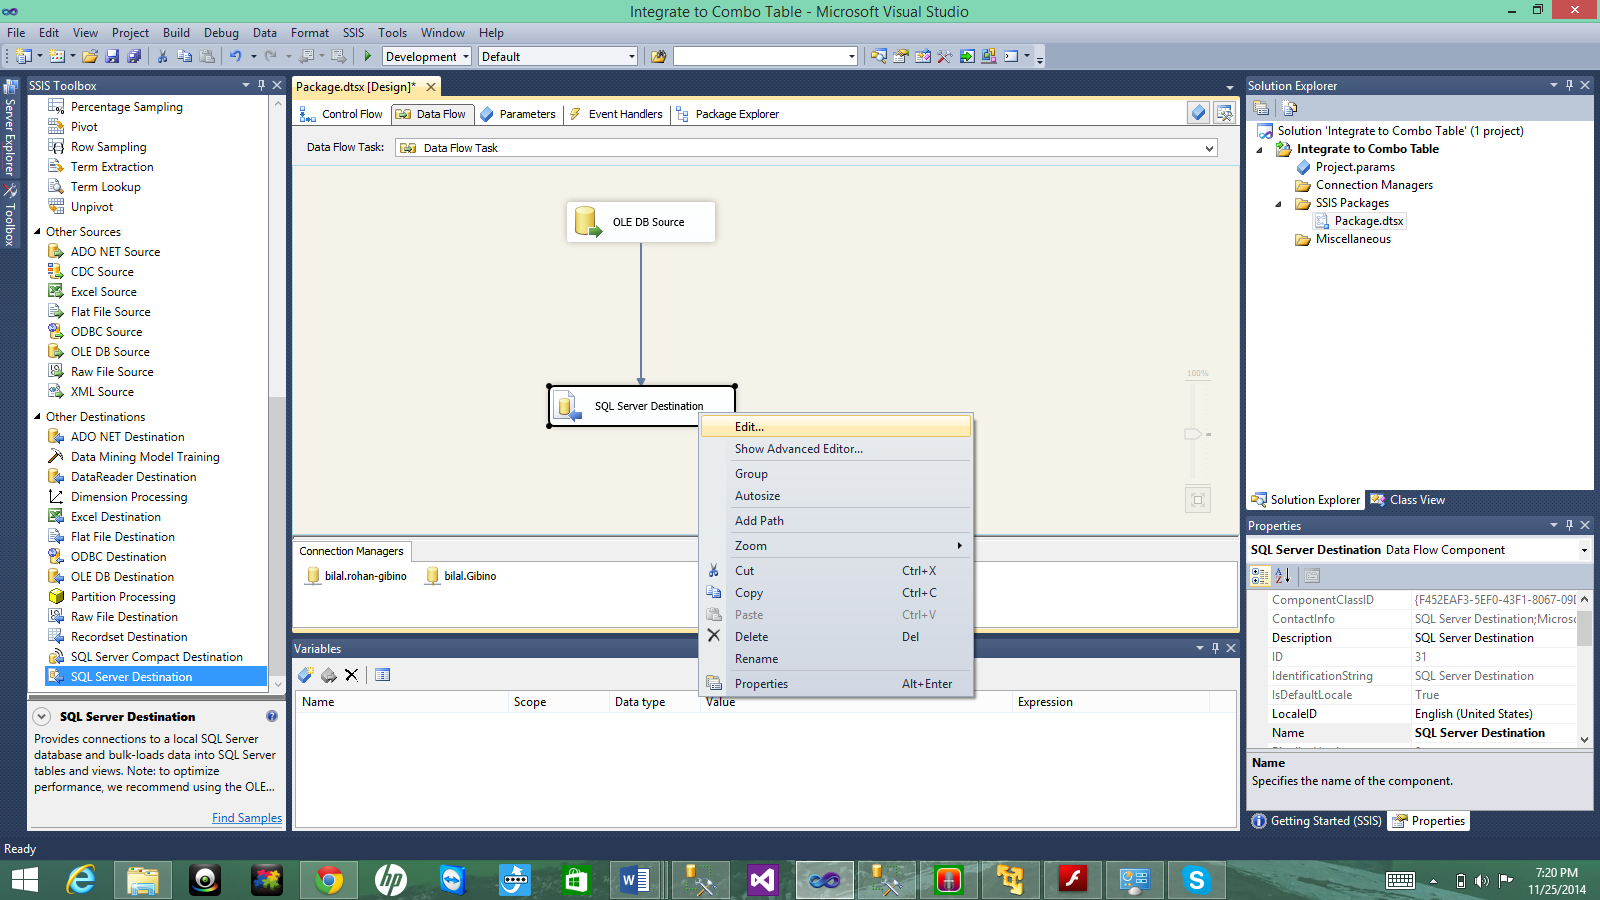 Integrate to Combo Table - Microsoft Visual Studio
File Edit View Project Build Debug Data Format SSIS Tools Window Help
Development Default
Server Explorer
Toolbox
SSIS Toolbox
Percentage Sampling
Pivot
Row Sampling
Term Extraction
Term Lookup
Unpivot
Other Sources
ADO NET Source
CDC Source
Excel Source
Flat File Source
ODBC Source
OLE DB Source
Raw File Source
XML Source
Other Destinations
ADO NET Destination
Data Mining Model Training
DataReader Destination
Dimension Processing
Excel Destination
Flat File Destination
ODBC Destination
OLE DB Destination
Partition Processing
Raw File Destination
Recordset Destination
SQL Server Compact Destination
SQL Server Destination
SQL Server Destination
Provides connections to a local SQL Server
database and bulk-loads data into SQL Server
tables and views. Note: to optimize
performance, we recommend using the OLE...
Find Samples
Package.dtsx [Design]*
Control Flow Data Flow Parameters Event Handlers Package Explorer
Data Flow Task: Data Flow Task
OLE DB Source
SQL Server Destination
100%
Edit...
Show Advanced Editor...
Group
Autosize
Add Path
Zoom
Cut Ctrl+X
Copy Ctrl+C
Paste Ctrl+V
Delete Del
Rename
Properties Alt+Enter
Connection Managers
bilal.rohan-gibino bilal.Gibino
Variables
Name Scope Data type Value Expression
Solution Explorer
Solution 'Integrate to Combo Table' (1 project)
Integrate to Combo Table
Project.params
Connection Managers
SSIS Packages
Package.dtsx
Miscellaneous
Solution Explorer Class View
Properties
SQL Server Destination Data Flow Component
ComponentClassID {F452EAF3-5EF0-43F1-8067-09D
ContactInfo SQL Server Destination;Microso
Description SQL Server Destination
ID 31
IdentificationString SQL Server Destination
IsDefaultLocale True
LocaleID English (United States)
Name SQL Server Destination
Name
Specifies the name of the component.
Getting Started (SSIS) Properties
Ready
7:20 PM
11/25/2014